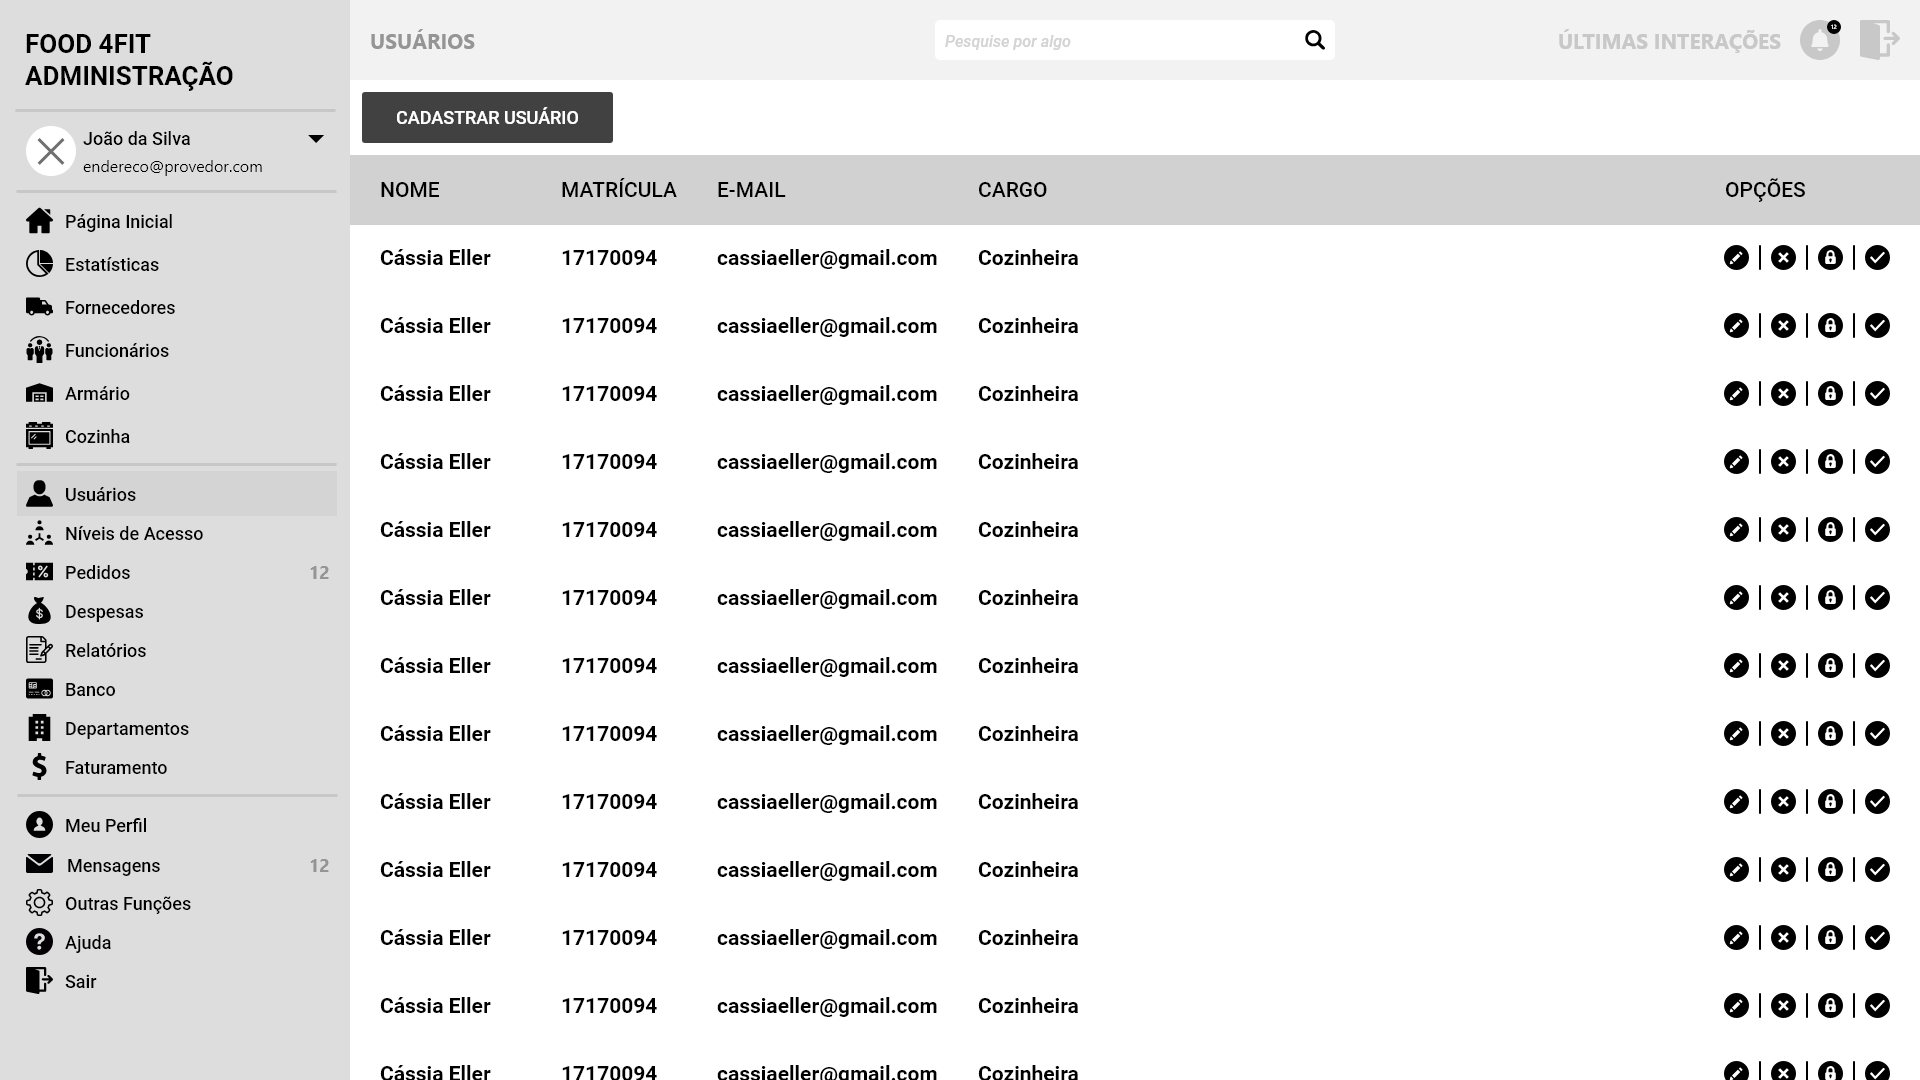 FOOD 4FIT
ADMINISTRAÇÃO
João da Silva
endereco@provedor.com
Página Inicial
Estatísticas
Fornecedores
Funcionários
Armário
Cozinha
Usuários
Níveis de Acesso
Pedidos 12
Despesas
Relatórios
Banco
Departamentos
Faturamento
Meu Perfil
Mensagens 12
Outras Funções
Ajuda
Sair
USUÁRIOS
Pesquise por algo
ÚLTIMAS INTERAÇÕES
12
CADASTRAR USUÁRIO
NOME MATRÍCULA E-MAIL CARGO OPÇÕES
Cássia Eller 17170094 cassiaeller@gmail.com Cozinheira
Cássia Eller 17170094 cassiaeller@gmail.com Cozinheira
Cássia Eller 17170094 cassiaeller@gmail.com Cozinheira
Cássia Eller 17170094 cassiaeller@gmail.com Cozinheira
Cássia Eller 17170094 cassiaeller@gmail.com Cozinheira
Cássia Eller 17170094 cassiaeller@gmail.com Cozinheira
Cássia Eller 17170094 cassiaeller@gmail.com Cozinheira
Cássia Eller 17170094 cassiaeller@gmail.com Cozinheira
Cássia Eller 17170094 cassiaeller@gmail.com Cozinheira
Cássia Eller 17170094 cassiaeller@gmail.com Cozinheira
Cássia Eller 17170094 cassiaeller@gmail.com Cozinheira
Cássia Eller 17170094 cassiaeller@gmail.com Cozinheira
Cássia Eller 17170094 cassiaeller@gmail.com Cozinheira